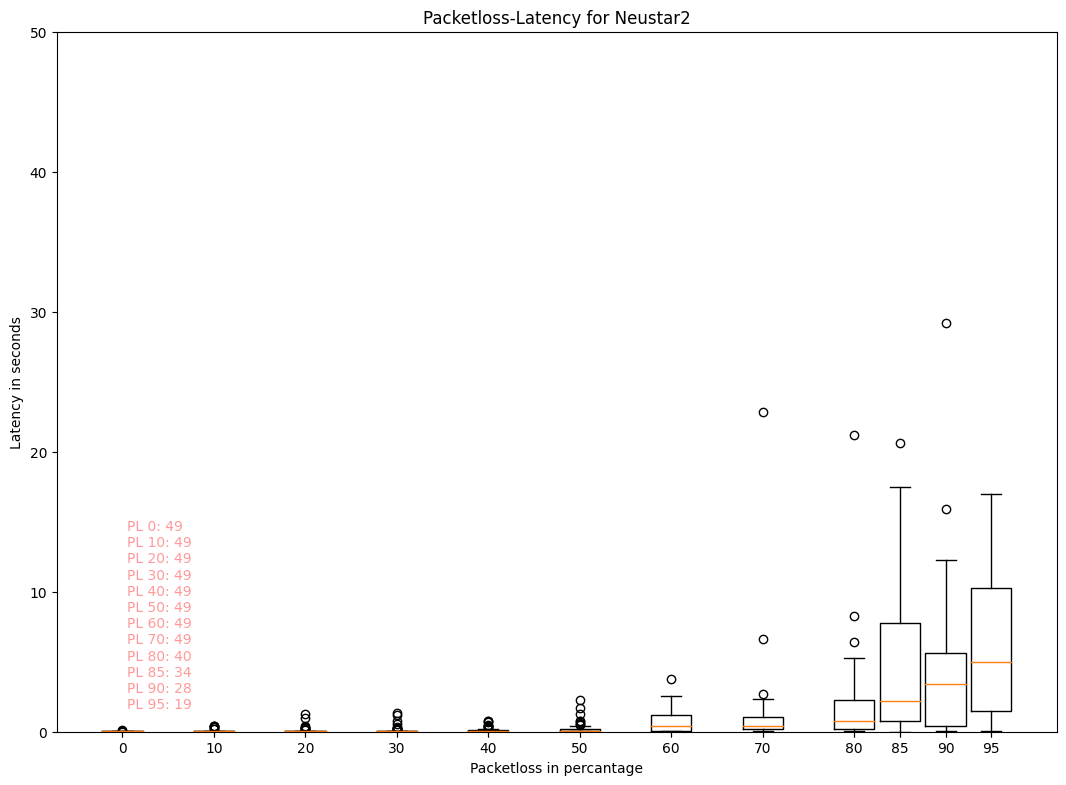 Packetloss-Latency for Neustar2
50
40
30
20
10
0
Latency in seconds
PL 0: 49
PL 10: 49
PL 20: 49
PL 30: 49
PL 40: 49
PL 50: 49
PL 60: 49
PL 70: 49
PL 80: 40
PL 85: 34
PL 90: 28
PL 95: 19
0 10 20 30 40 50 60 70 80 85 90 95
Packetloss in percantage